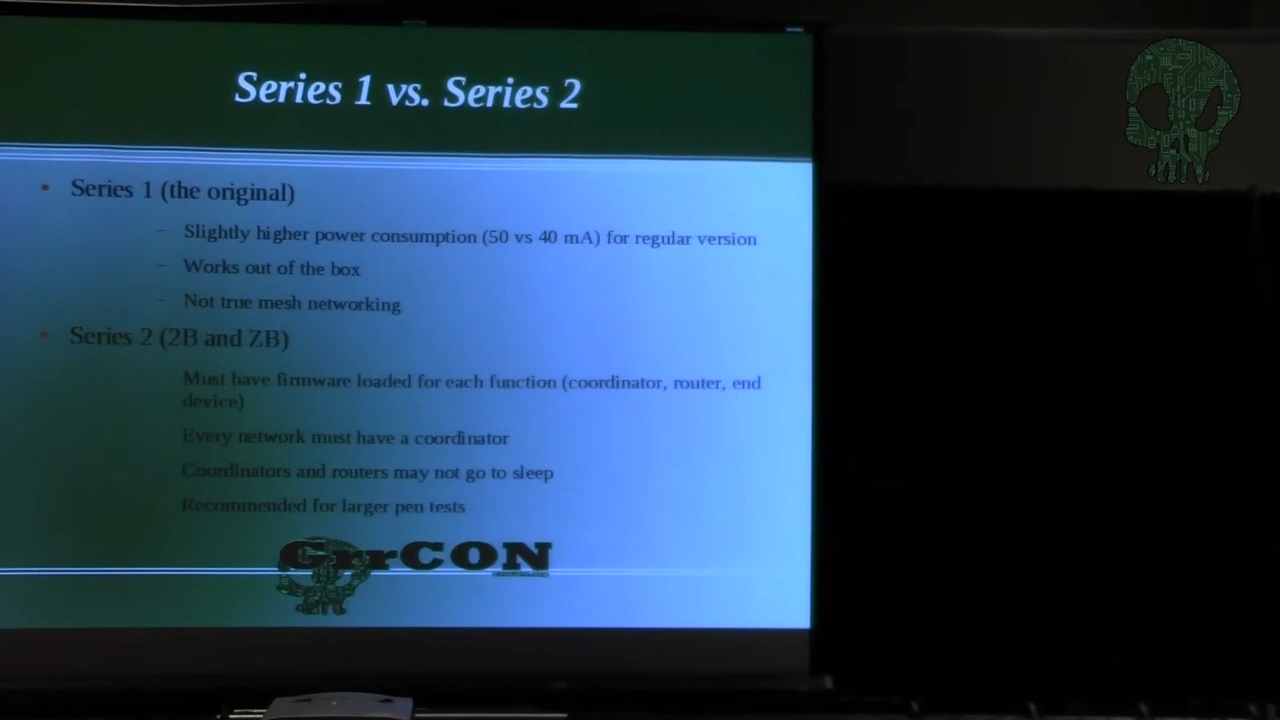 Series 1 vs. Series 2
• Series 1 (the original)
– Slightly higher power consumption (50 vs 40 mA) for regular version
– Works out of the box
– Not true mesh networking
• Series 2 (2B and ZB)
Must have firmware loaded for each function (coordinator, router, end
device)
Every network must have a coordinator
Coordinators and routers may not go to sleep
Recommended for larger pen tests
GrrCON